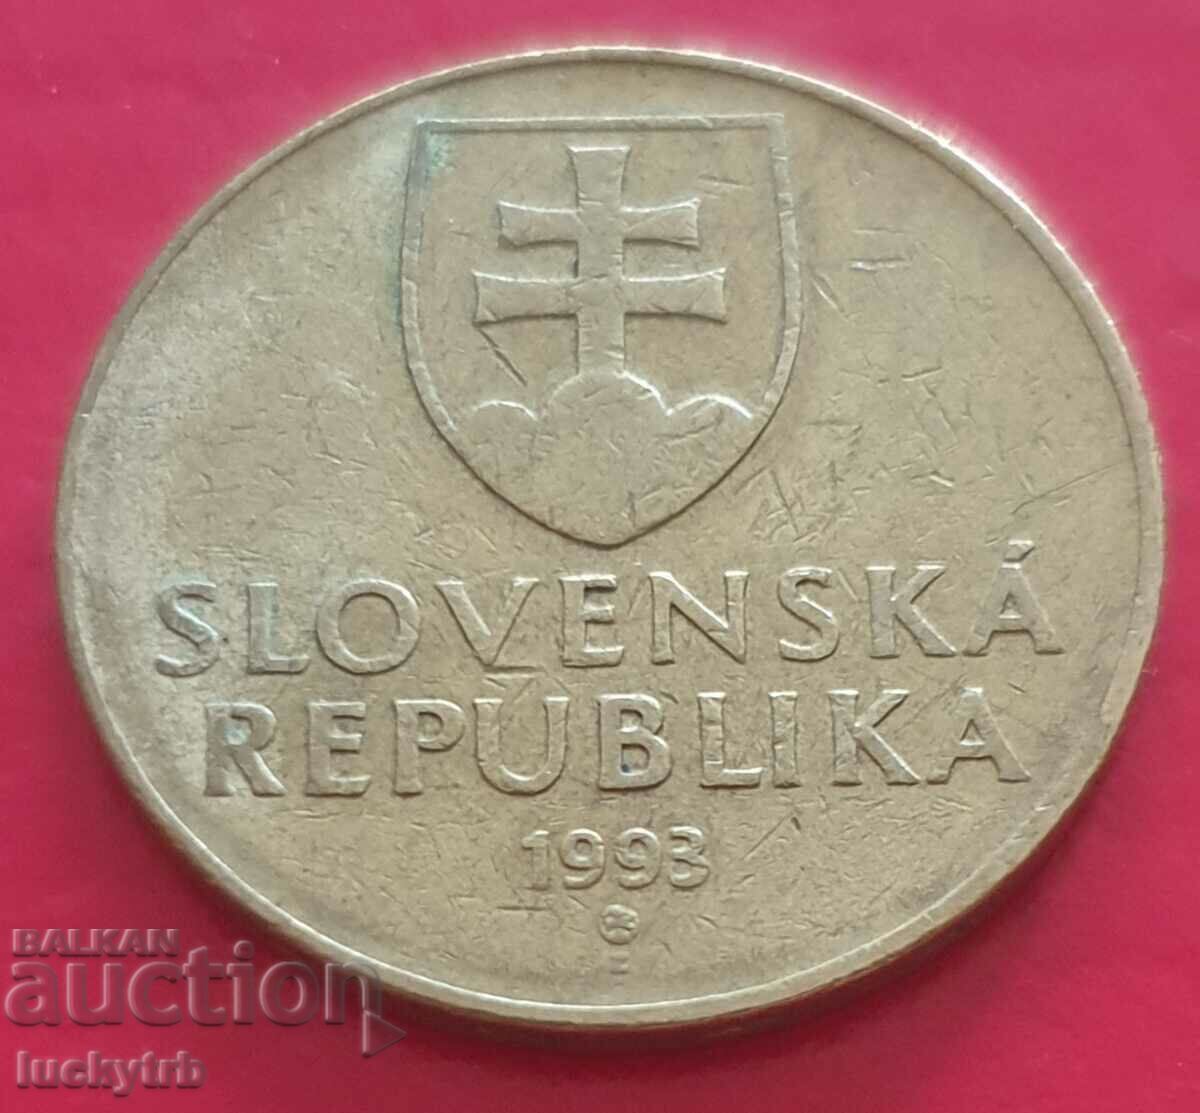 SLOVENSKÁ
REPUBLIKA
1993
BALKAN
auction
luckytrb